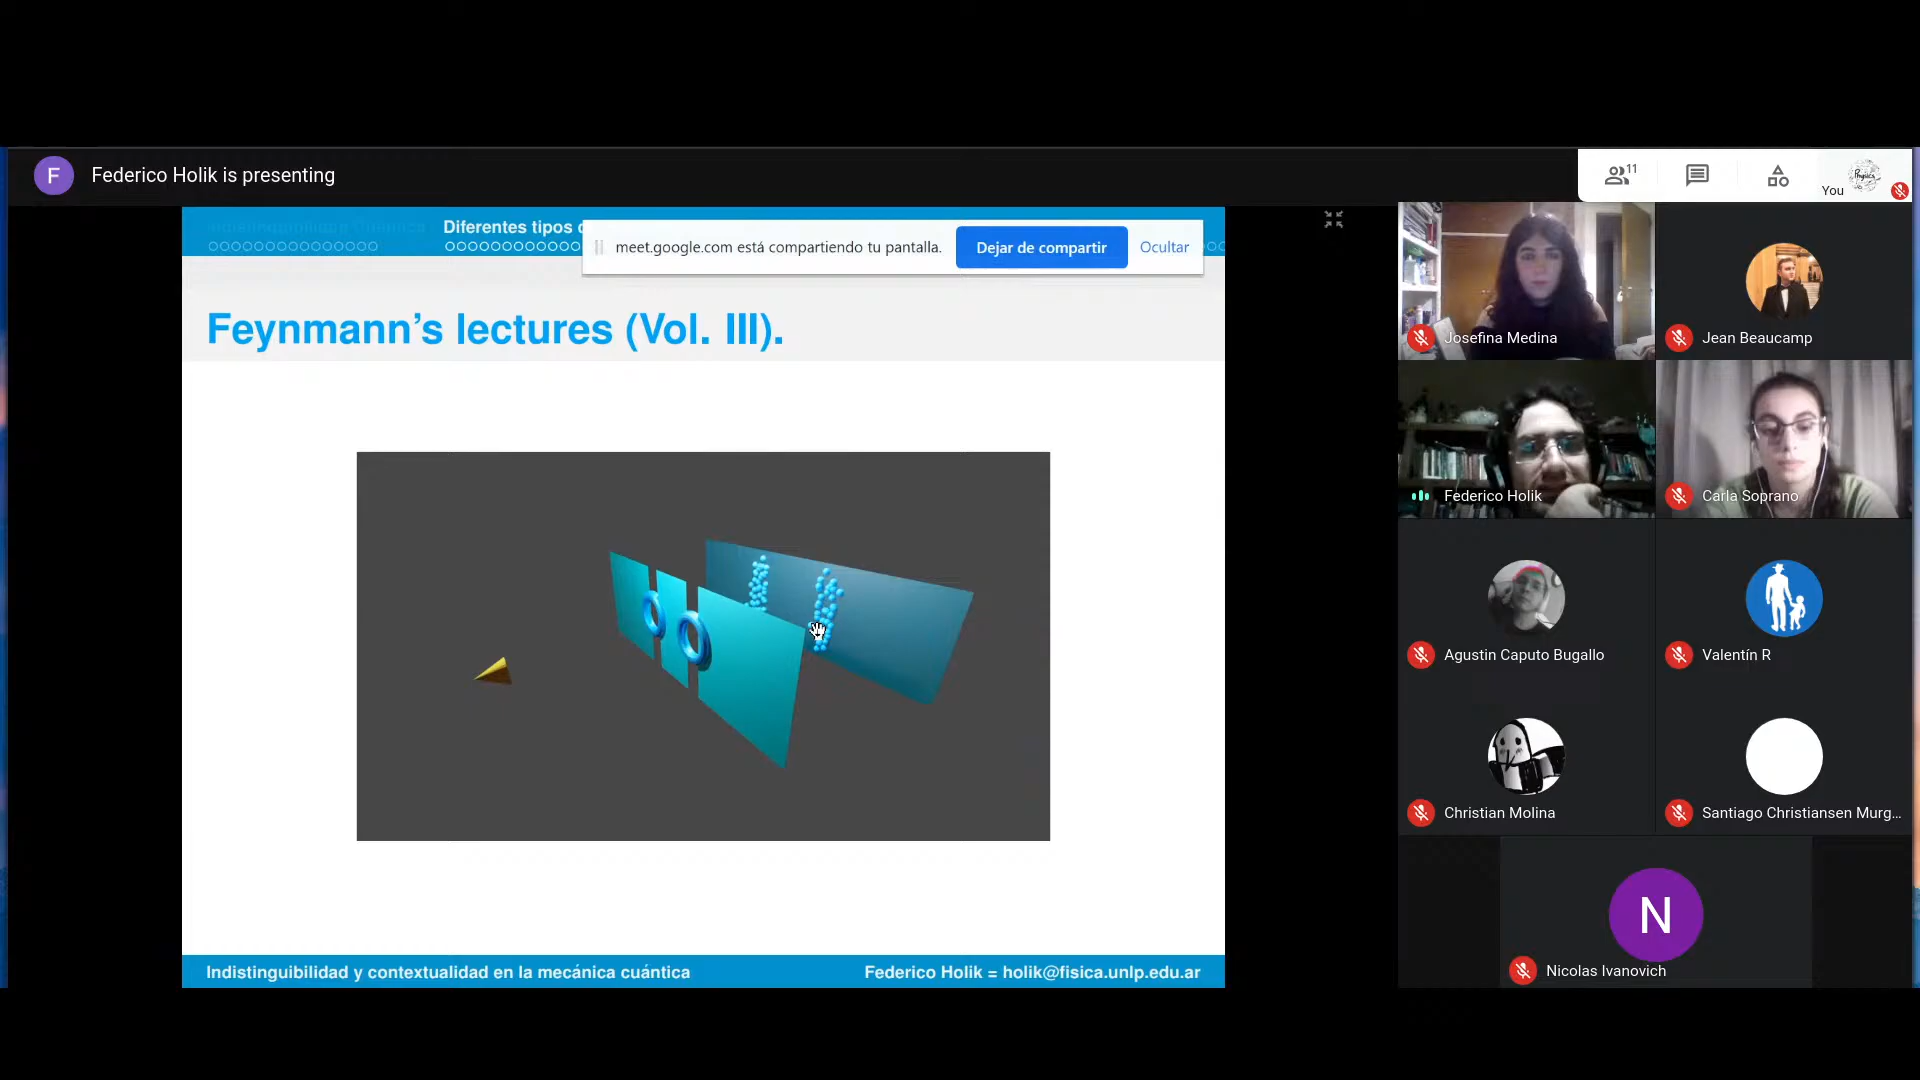 F
Federico Holik is presenting
11
You
Physics
Diferentes tipos d
meet.google.com está compartiendo tu pantalla.
Dejar de compartir
Ocultar
Feynmann's lectures (Vol. III).
Josefina Medina
Jean Beaucamp
Federico Holik
Carla Soprano
Agustin Caputo Bugallo
Valentín R
Christian Molina
Santiago Christiansen Murg...
N
Nicolas Ivanovich
Indistinguibilidad y contextualidad en la mecánica cuántica
Federico Holik = holik@fisica.unlp.edu.ar